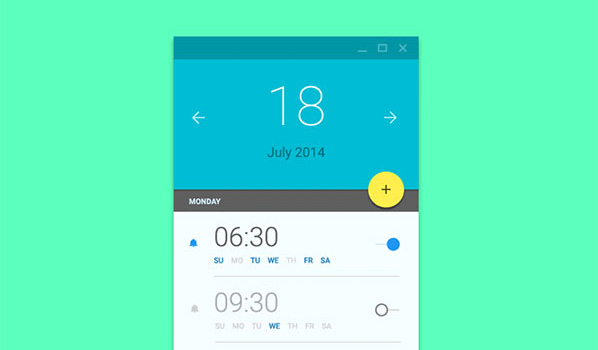 18
July 2014
+
MONDAY
06:30
SU MO TU WE TH FR SA
09:30
SU MO TU WE TH FR SA